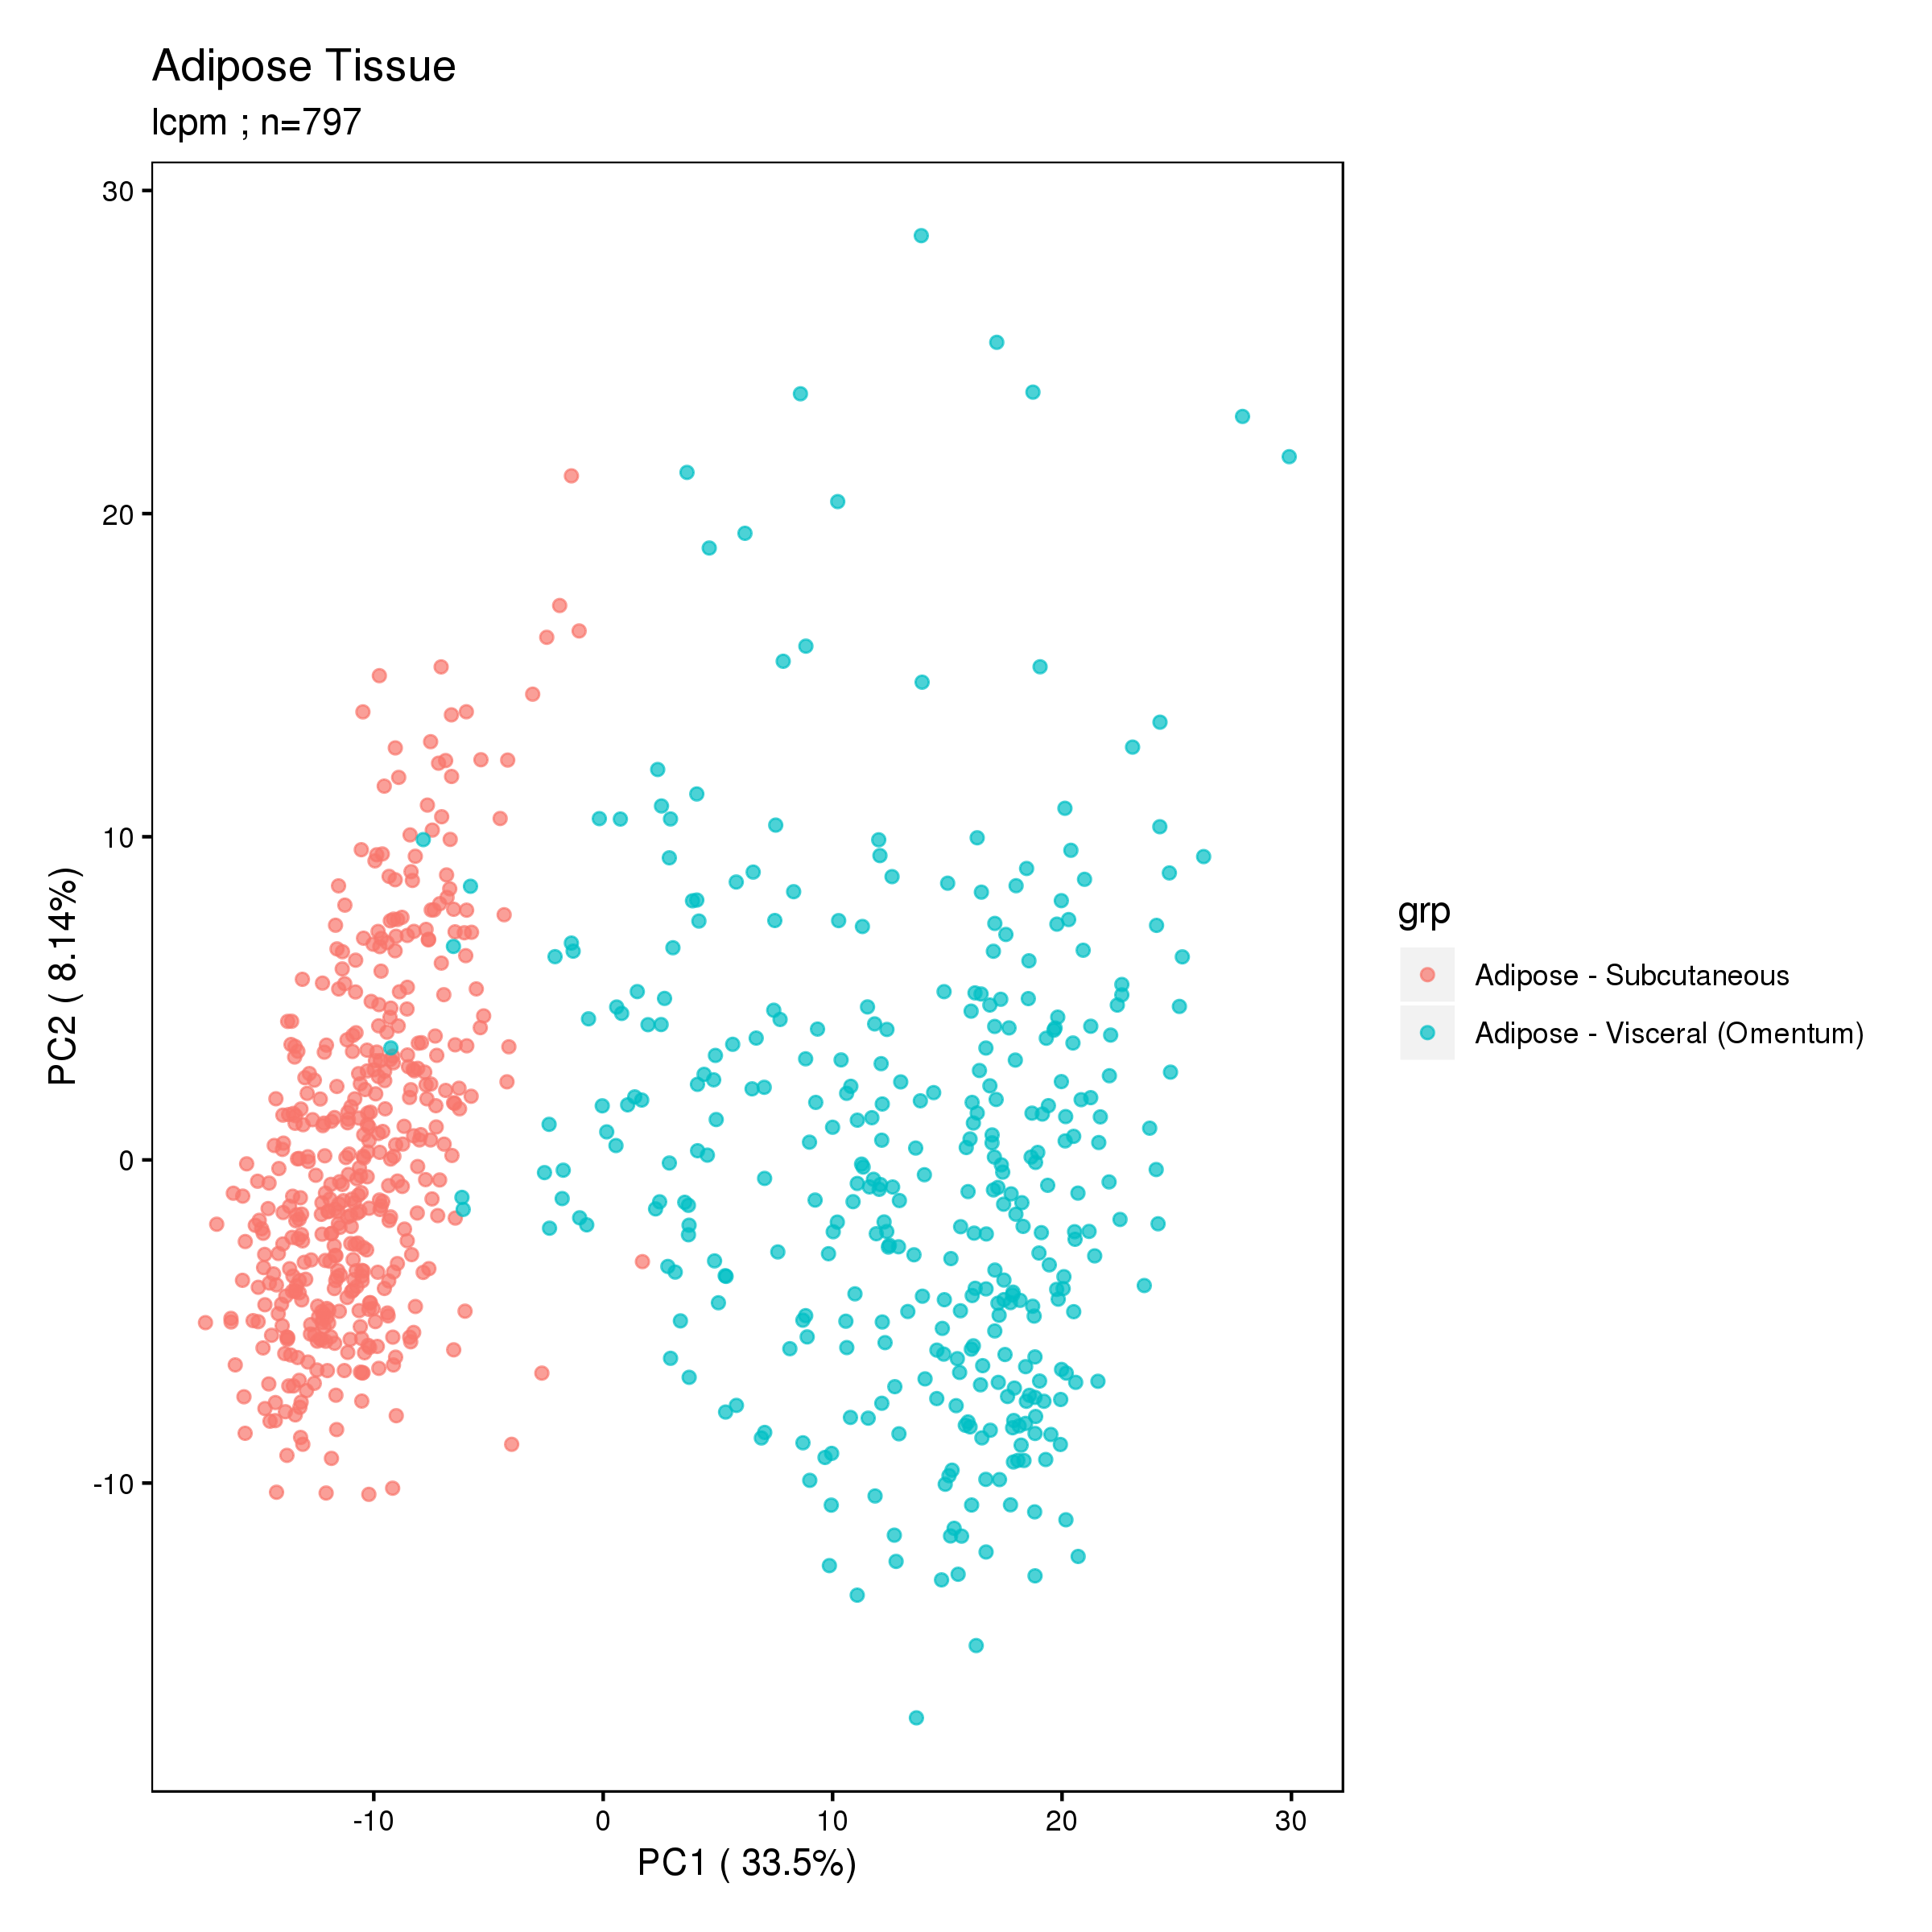 Adipose Tissue
lcpm ; n=797
30
20
10
0
-10
PC2 ( 8.14%)
-10
0
10
20
30
PC1 ( 33.5%)
grp
Adipose - Subcutaneous
Adipose - Visceral (Omentum)